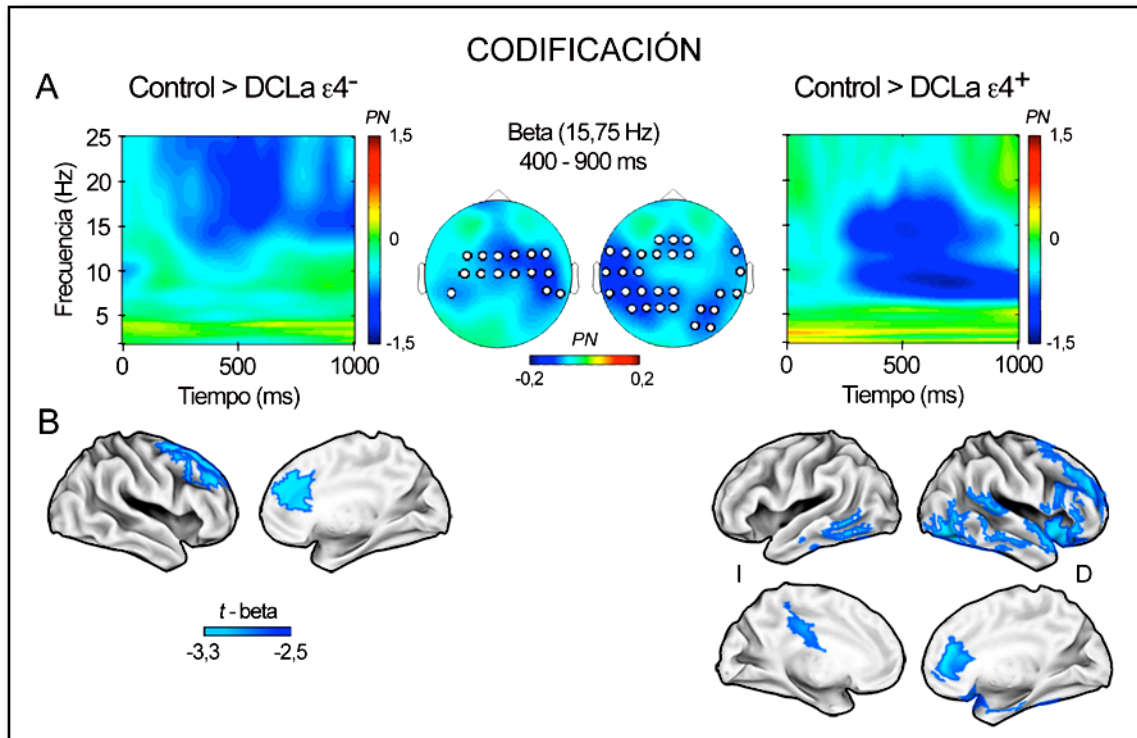 CODIFICACIÓN
A
Control > DCLa ε4-
Control > DCLa ε4+
PN
1,5
0
-1,5
Frecuencia (Hz)
25
20
15
10
5
0
500
1000
Tiempo (ms)
Beta (15,75 Hz)
400 - 900 ms
PN
-0,2
0,2
PN
1,5
0
-1,5
0
500
1000
Tiempo (ms)
B
t - beta
-3,3
-2,5
I
D